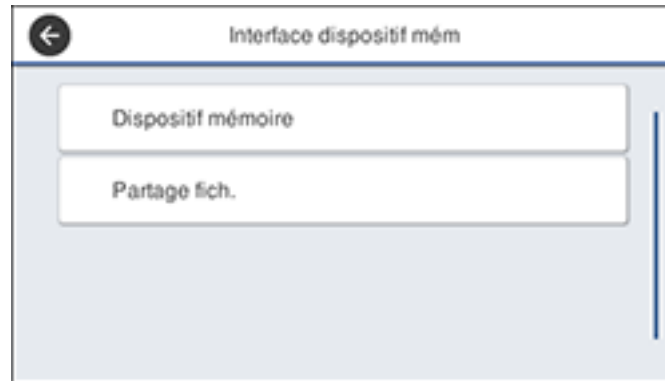 Interface dispositif mém
Dispositif mémoire
Partage fich.